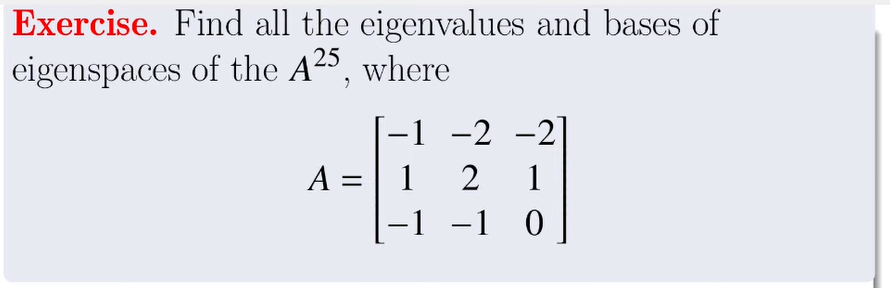 Exercise. Find all the eigenvalues and bases of
eigenspaces of the A²⁵, where
A = [−1 −2 −2
1 2 1
−1 −1 0]